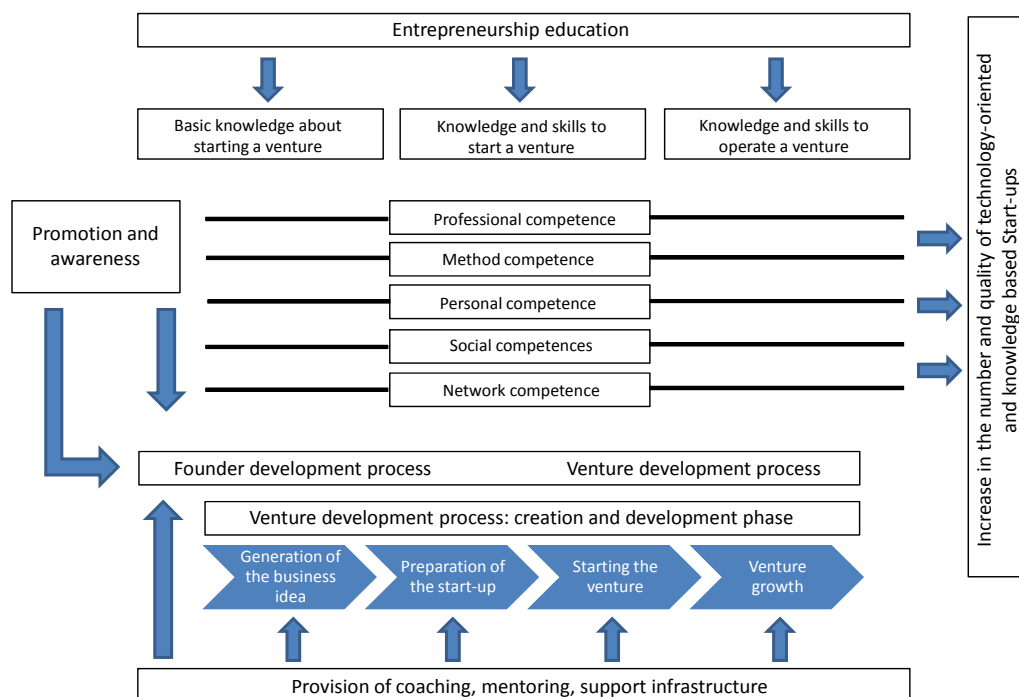 Entrepreneurship education
Basic knowledge about
starting a venture
Knowledge and skills to
start a venture
Knowledge and skills to
operate a venture
Promotion and
awareness
Professional competence
Method competence
Personal competence
Social competences
Network competence
Increase in the number and quality of technology-oriented
and knowledge based Start-ups
Founder development process
Venture development process
Venture development process: creation and development phase
Generation of
the business
idea
Preparation of
the start-up
Starting the
venture
Venture
growth
Provision of coaching, mentoring, support infrastructure